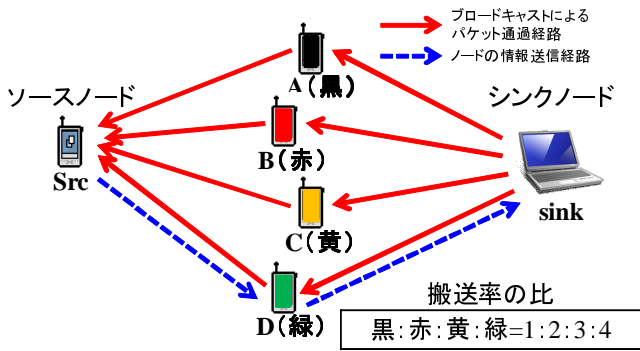 ブロードキャストによる
パケット通過経路
ノードの情報送信経路
ソースノード
シンクノード
A(黒)
B(赤)
Src
C(黄)
sink
D(緑)
搬送率の比
黒:赤:黄:緑=1:2:3:4